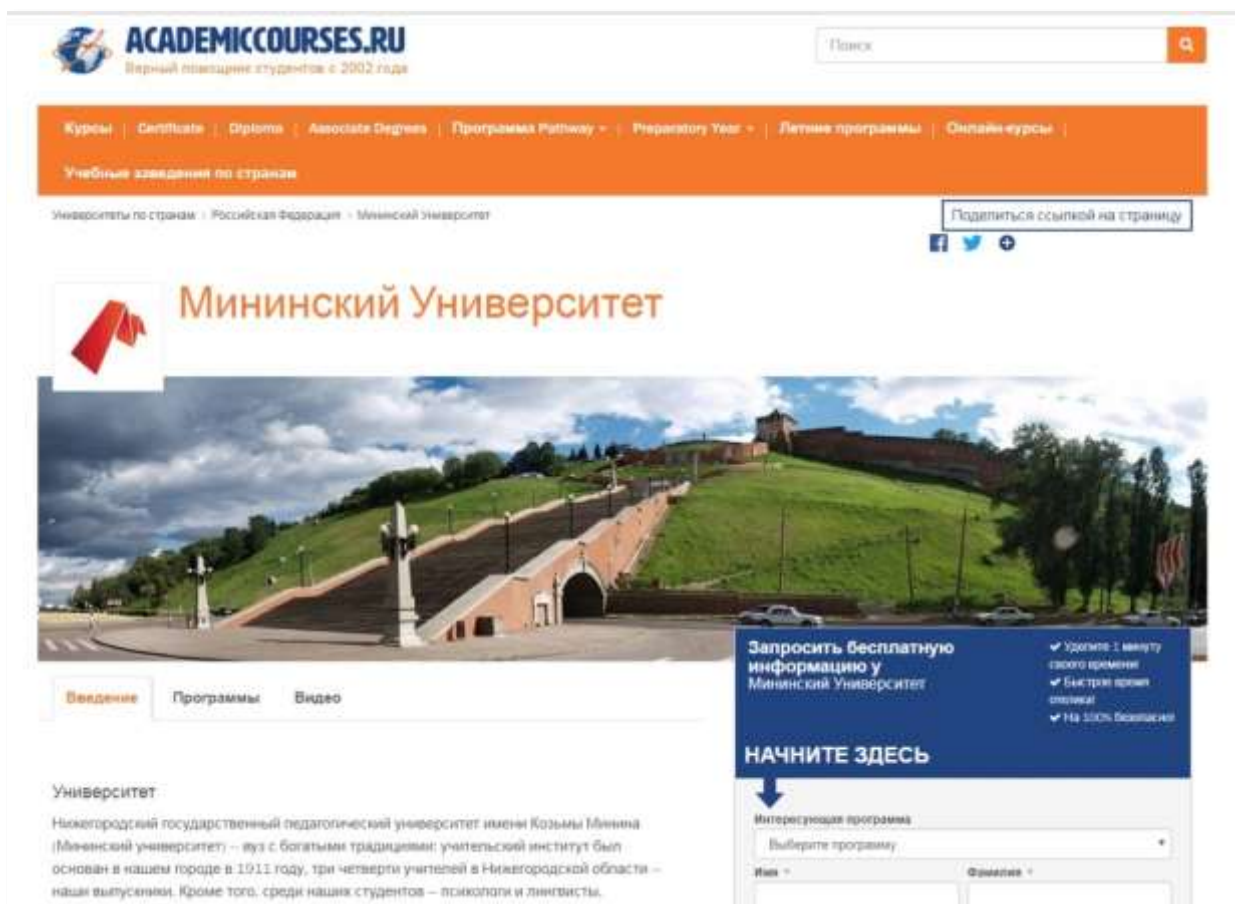 ACADEMICCOURSES.RU
Верный помощник студентов с 2002 года
Поиск
Курсы | Certificate | Diploma | Associate Degrees | Программа Pathway | Preparatory Year | Летние программы | Онлайн-курсы |
Учебные заведения по странам
Университеты по странам > Российская Федерация > Мининский Университет
Поделиться ссылкой на страницу
Мининский Университет
Введение
Программы
Видео
Запросить бесплатную
информацию у
Мининский Университет
✔ Уделите 1 минуту
своего времени!
✔ Быстрое время
отклика!
✔ На 100% безопасно!
НАЧНИТЕ ЗДЕСЬ
Университет
Нижегородский государственный педагогический университет имени Козьмы Минина
(Мининский университет) – вуз с богатыми традициями: учительский институт был
основан в нашем городе в 1911 году, три четверти учителей в Нижегородской области –
наши выпускники. Кроме того, среди наших студентов – психологи и лингвисты,
Интересующая программа
Выберите программу
Имя *
Фамилия *